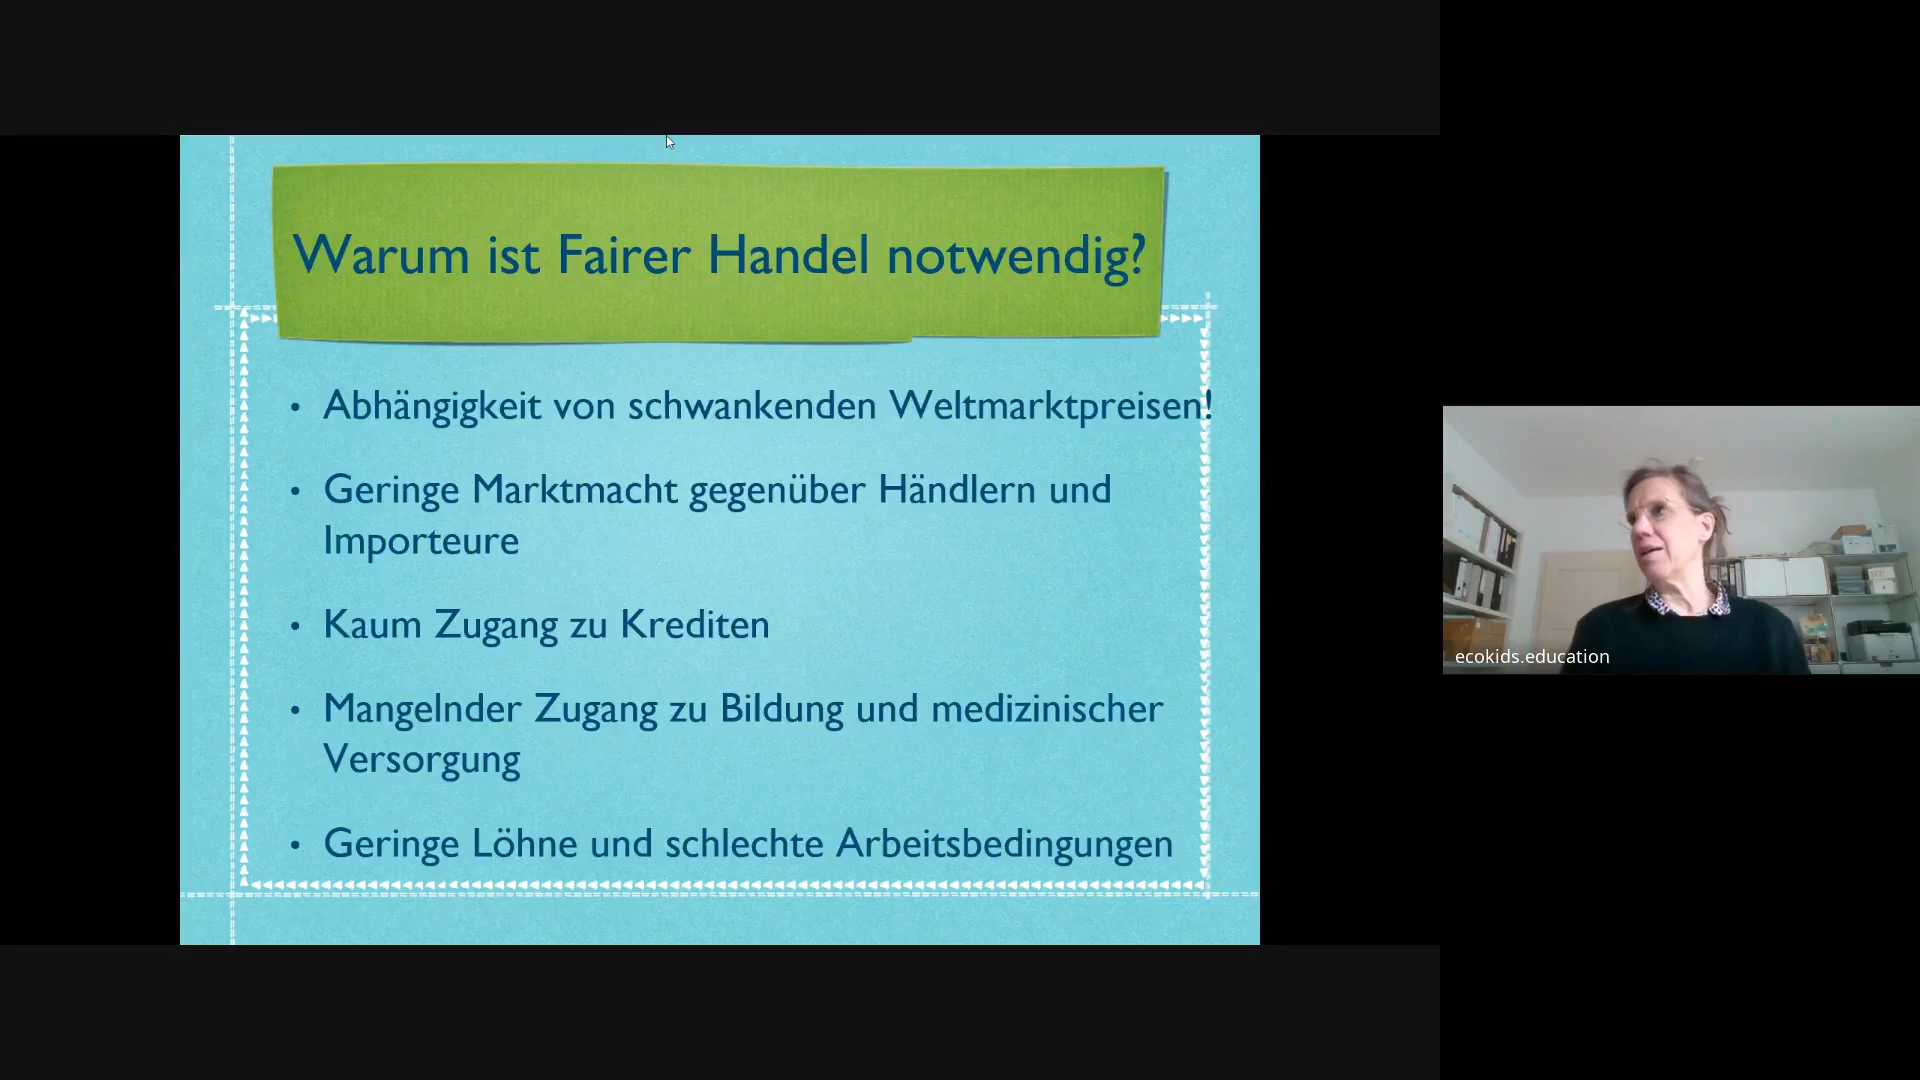 Warum ist Fairer Handel notwendig?
• Abhängigkeit von schwankenden Weltmarktpreisen!
• Geringe Marktmacht gegenüber Händlern und
Importeure
• Kaum Zugang zu Krediten
• Mangelnder Zugang zu Bildung und medizinischer
Versorgung
• Geringe Löhne und schlechte Arbeitsbedingungen
ecokids.education